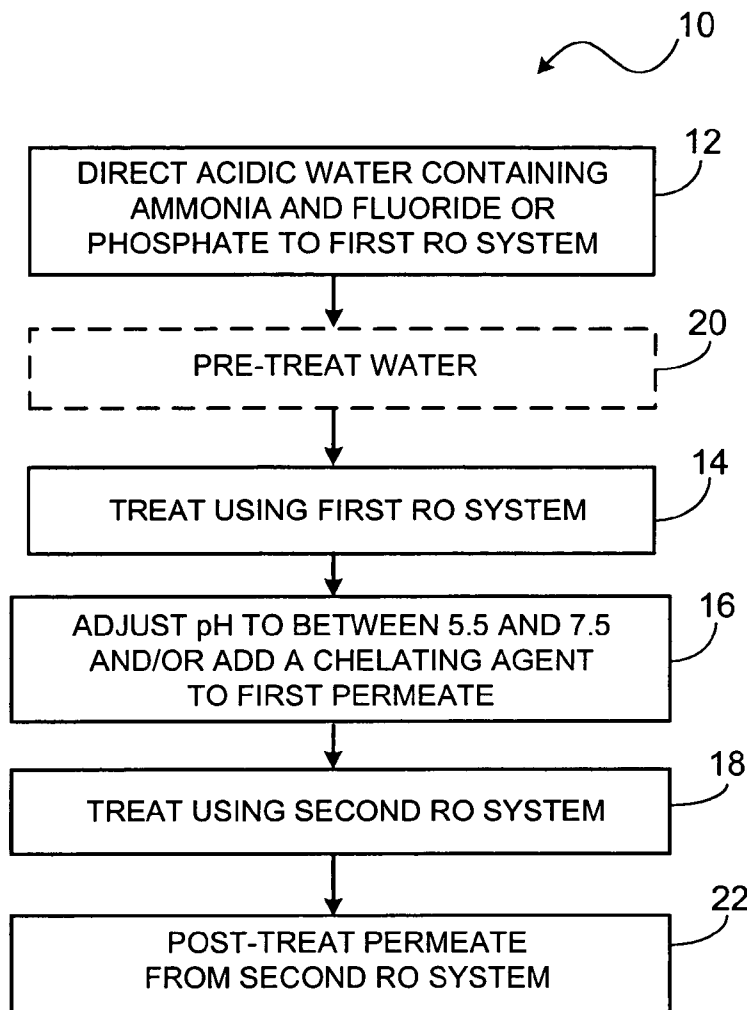 10
12
DIRECT ACIDIC WATER CONTAINING
AMMONIA AND FLUORIDE OR
PHOSPHATE TO FIRST RO SYSTEM
20
PRE-TREAT WATER
14
TREAT USING FIRST RO SYSTEM
16
ADJUST pH TO BETWEEN 5.5 AND 7.5
AND/OR ADD A CHELATING AGENT
TO FIRST PERMEATE
18
TREAT USING SECOND RO SYSTEM
22
POST-TREAT PERMEATE
FROM SECOND RO SYSTEM